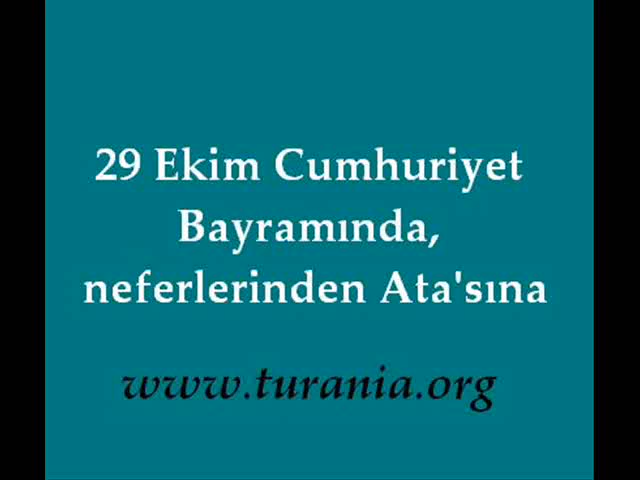 29 Ekim Cumhuriyet
Bayramında,
neferlerinden Ata'sına
www.turania.org